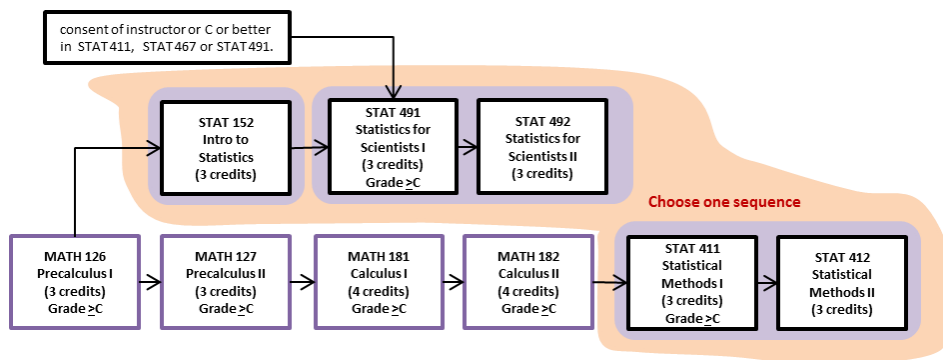 consent of instructor or C or better
in STAT 411, STAT 467 or STAT 491.
STAT 152
Intro to
Statistics
(3 credits)
STAT 491
Statistics for
Scientists I
(3 credits)
Grade >C
STAT 492
Statistics for
Scientists II
(3 credits)
Choose one sequence
MATH 126
Precalculus I
(3 credits)
Grade >C
MATH 127
Precalculus II
(3 credits)
Grade >C
MATH 181
Calculus I
(4 credits)
Grade >C
MATH 182
Calculus II
(4 credits)
Grade >C
STAT 411
Statistical
Methods I
(3 credits)
Grade >C
STAT 412
Statistical
Methods II
(3 credits)